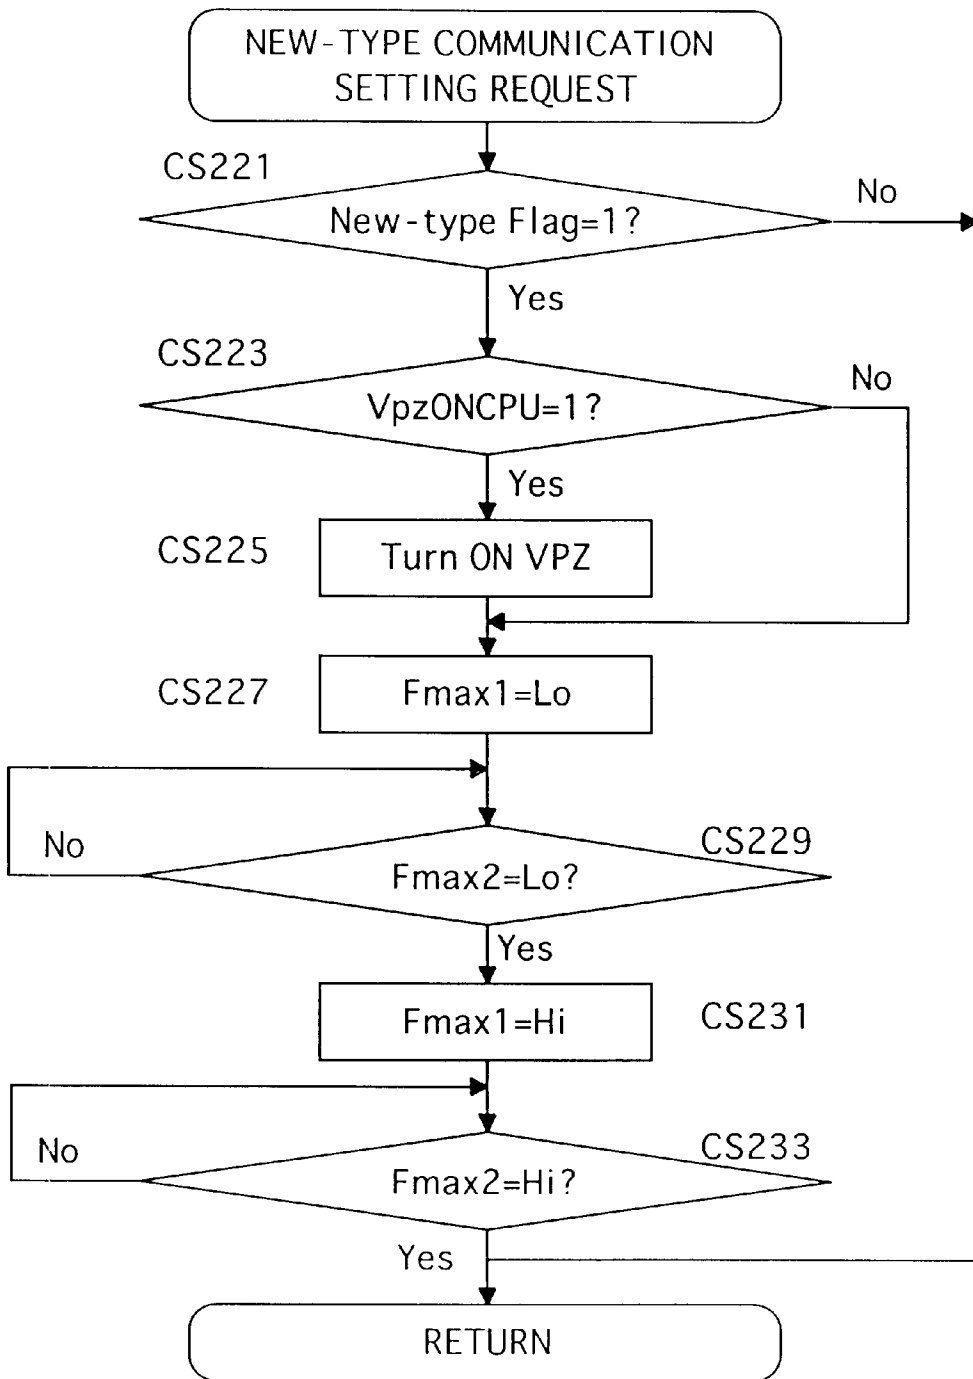 NEW-TYPE COMMUNICATION
SETTING REQUEST
CS221
New-type Flag=1?
No
Yes
CS223
VpzONCPU=1?
No
Yes
CS225
Turn ON VPZ
CS227
Fmax1=Lo
No
CS229
Fmax2=Lo?
Yes
Fmax1=Hi
CS231
No
CS233
Fmax2=Hi?
Yes
RETURN